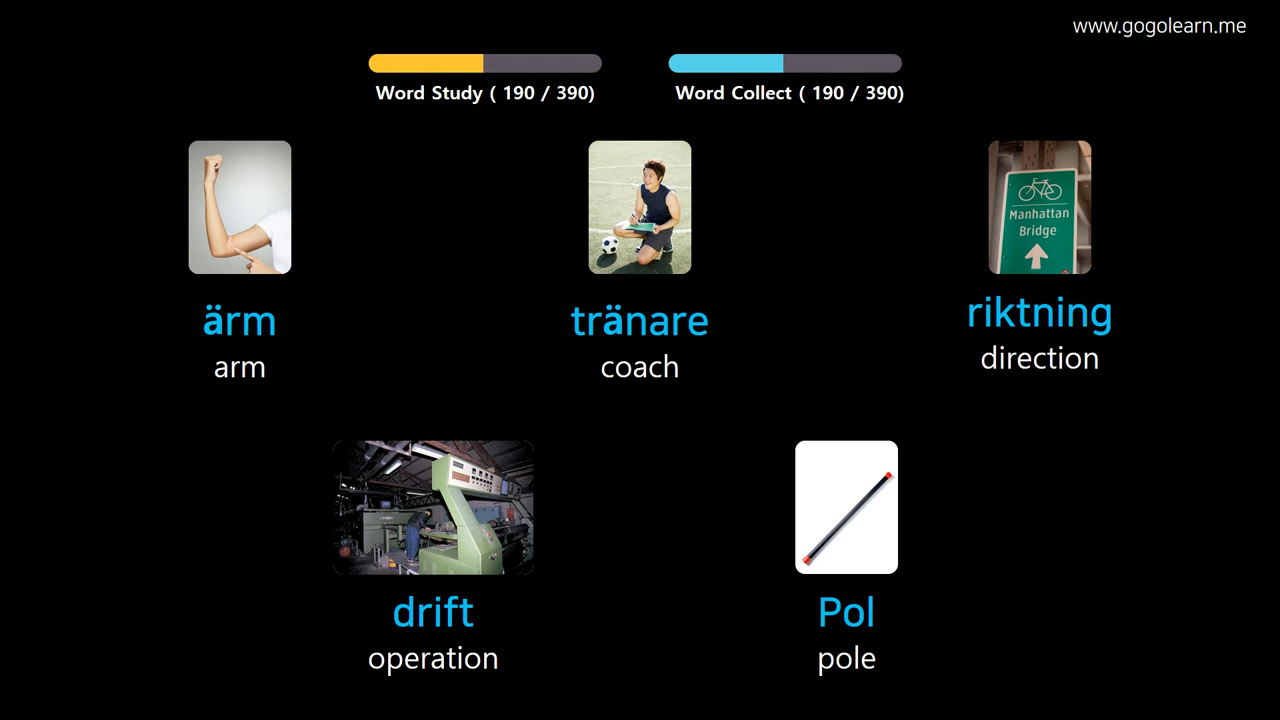 www.gogolearn.me
Word Study ( 190 / 390)
Word Collect ( 190 / 390)
Manhattan
Bridge
ärm
arm
tränare
coach
riktning
direction
drift
operation
Pol
pole